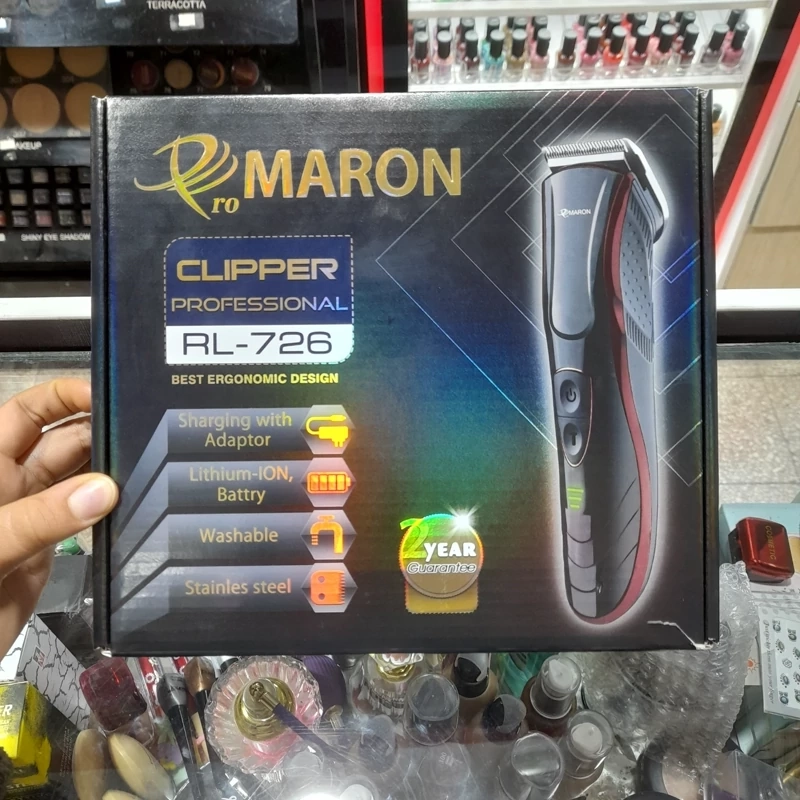 TERRACOTTA
MAKEUP
SHINY EYE SHADOW
Pro MARON
MARON
CLIPPER
PROFESSIONAL
RL-726
BEST ERGONOMIC DESIGN
Sharging with
Adaptor
Lithium-ION,
Battry
Washable
Stainles steel
2 YEAR
Guarantee